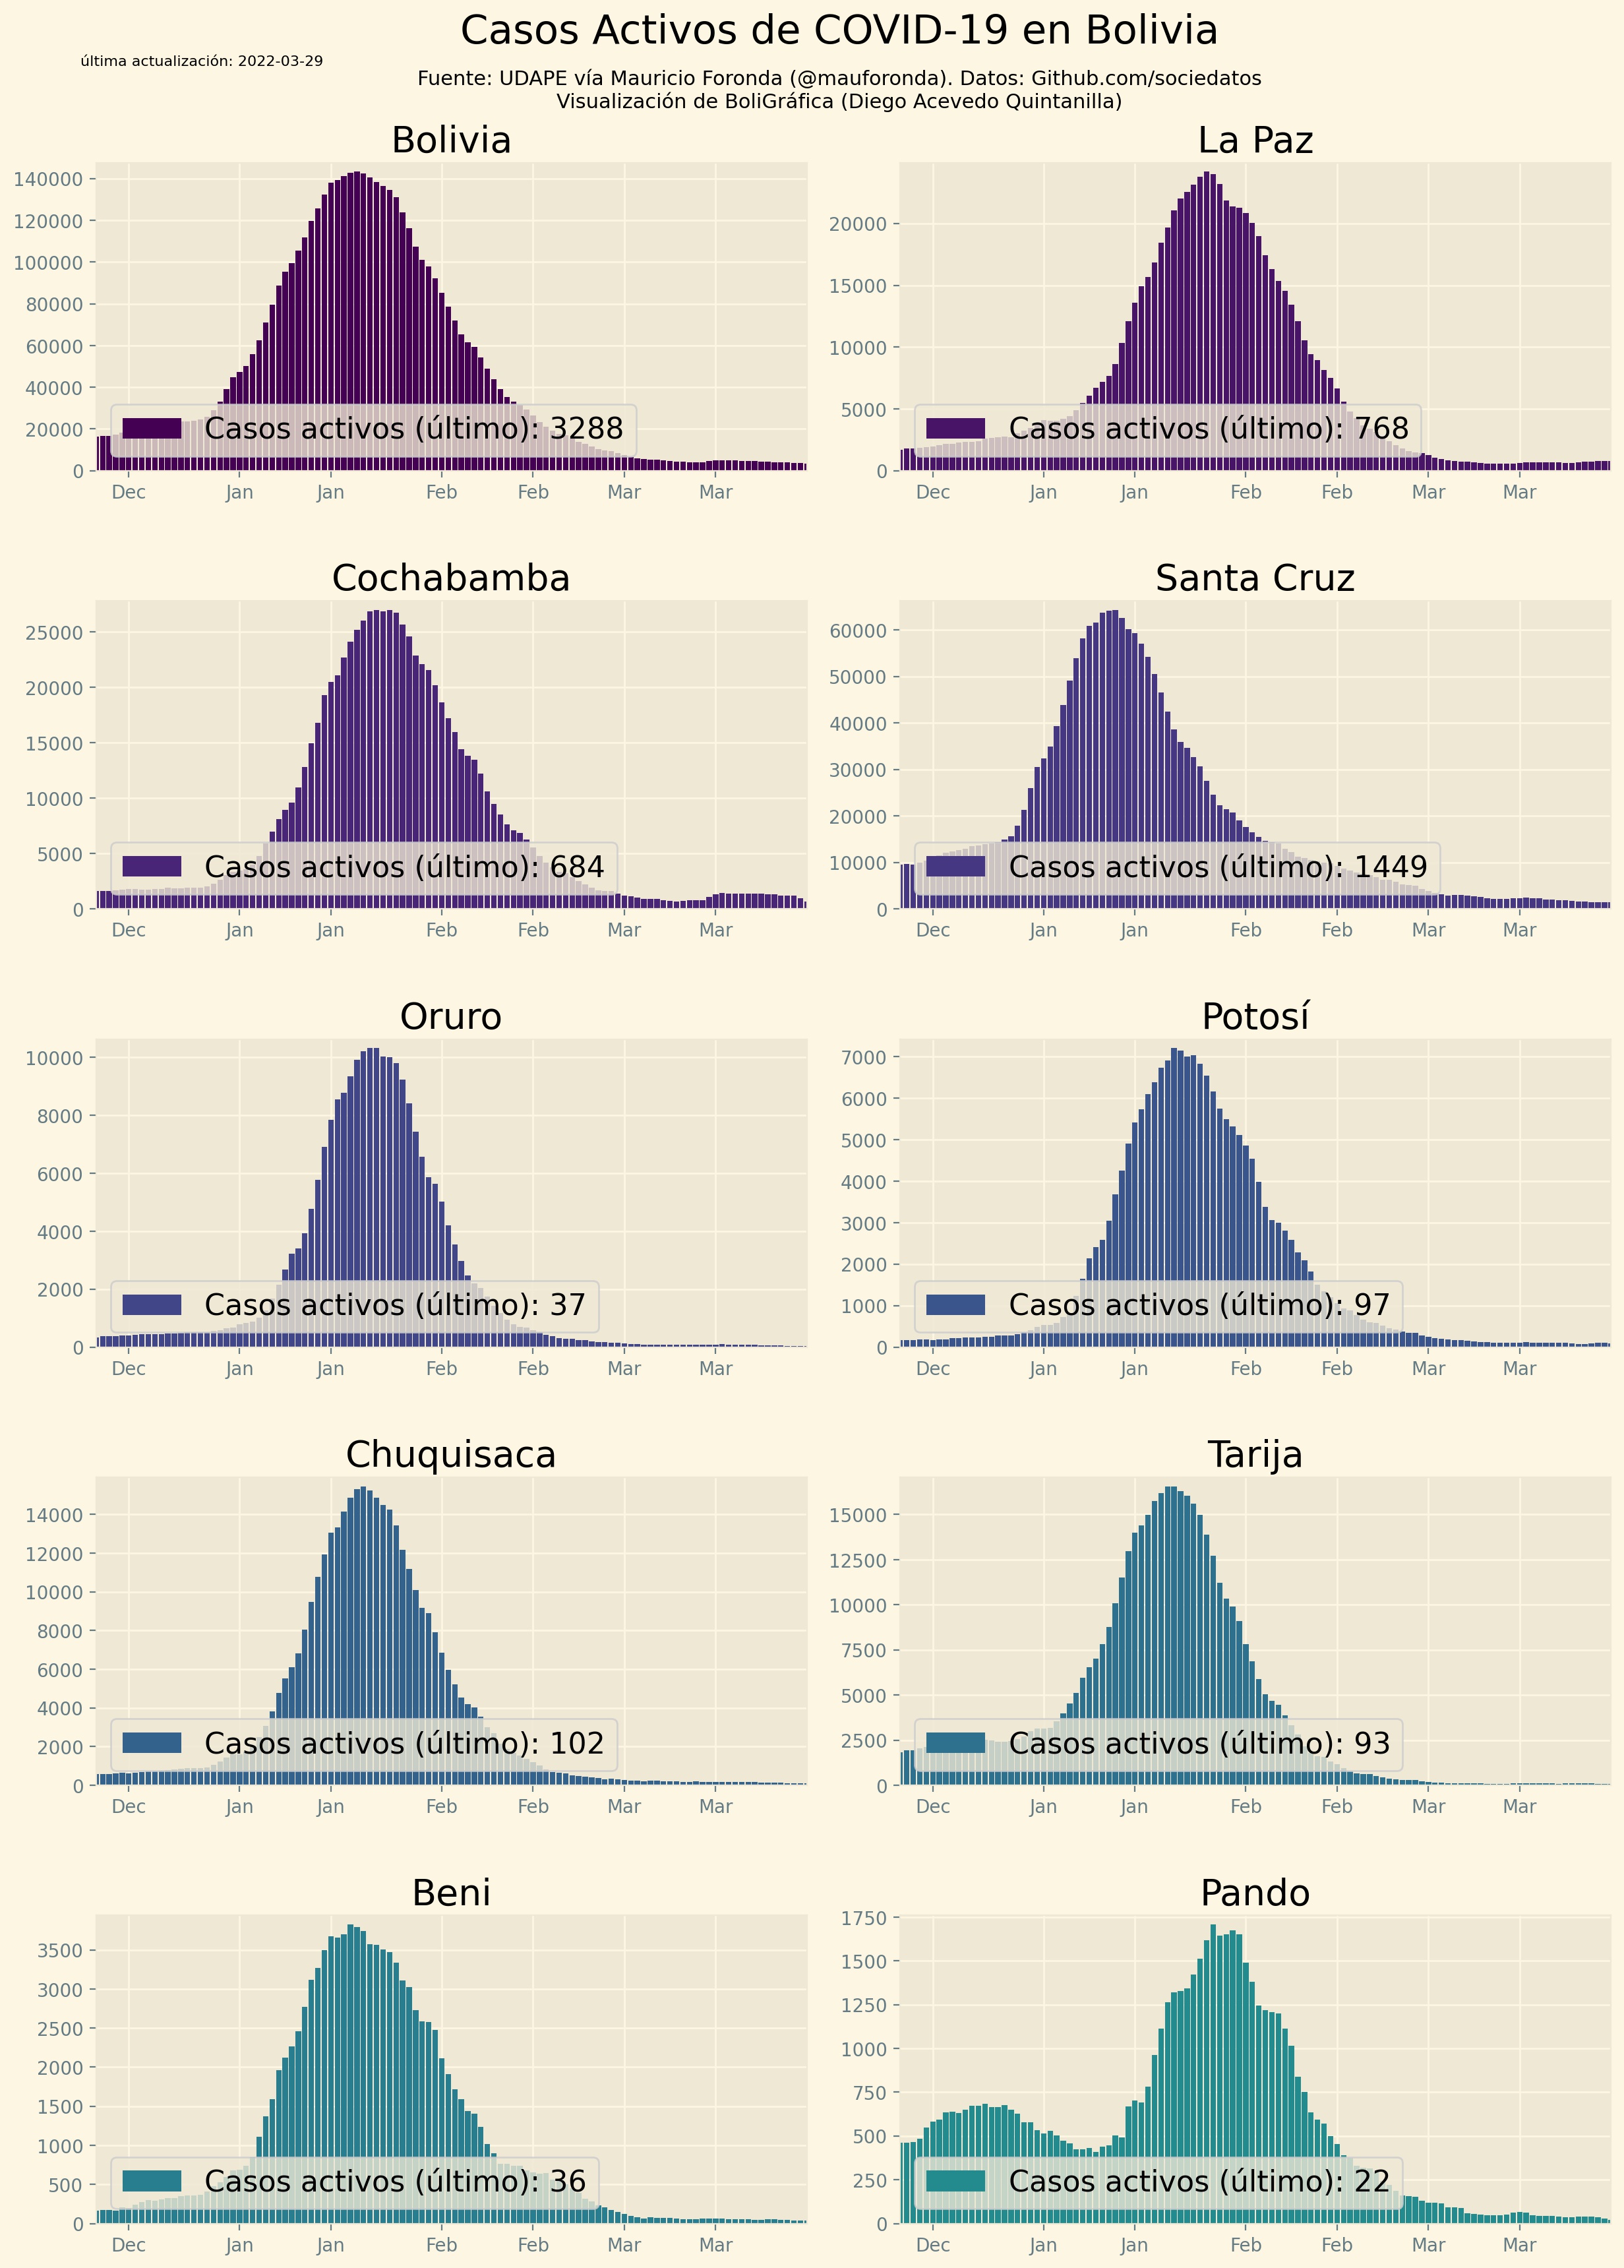 Casos Activos de COVID-19 en Bolivia
última actualización: 2022-03-29
Fuente: UDAPE vía Mauricio Foronda (@mauforonda). Datos: Github.com/sociedatos
Visualización de BoliGráfica (Diego Acevedo Quintanilla)
Bolivia
140000
120000
100000
80000
60000
40000
20000
0
Casos activos (último): 3288
Dec Jan Jan Feb Feb Mar Mar
La Paz
20000
15000
10000
5000
0
Casos activos (último): 768
Dec Jan Jan Feb Feb Mar Mar
Cochabamba
25000
20000
15000
10000
5000
0
Casos activos (último): 684
Dec Jan Jan Feb Feb Mar Mar
Santa Cruz
60000
50000
40000
30000
20000
10000
0
Casos activos (último): 1449
Dec Jan Jan Feb Feb Mar Mar
Oruro
10000
8000
6000
4000
2000
0
Casos activos (último): 37
Dec Jan Jan Feb Feb Mar Mar
Potosí
7000
6000
5000
4000
3000
2000
1000
0
Casos activos (último): 97
Dec Jan Jan Feb Feb Mar Mar
Chuquisaca
14000
12000
10000
8000
6000
4000
2000
0
Casos activos (último): 102
Dec Jan Jan Feb Feb Mar Mar
Tarija
15000
12500
10000
7500
5000
2500
0
Casos activos (último): 93
Dec Jan Jan Feb Feb Mar Mar
Beni
3500
3000
2500
2000
1500
1000
500
0
Casos activos (último): 36
Dec Jan Jan Feb Feb Mar Mar
Pando
1750
1500
1250
1000
750
500
250
0
Casos activos (último): 22
Dec Jan Jan Feb Feb Mar Mar